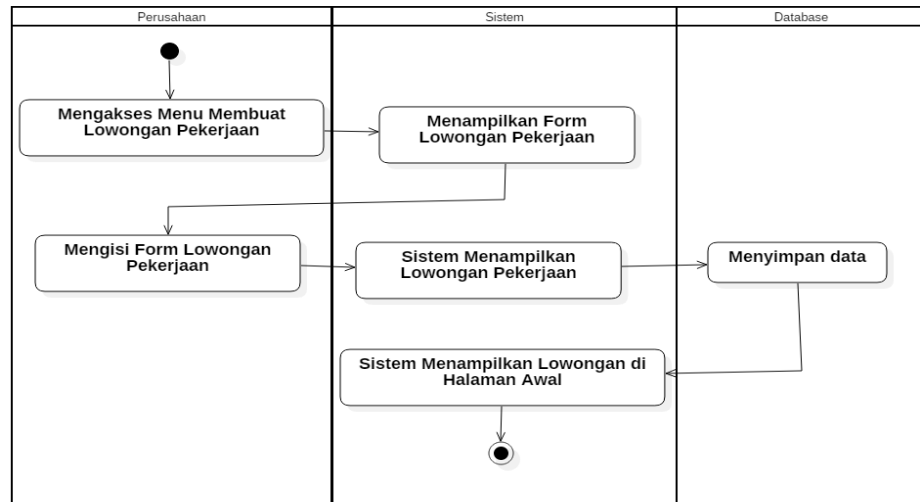 Perusahaan
Sistem
Database
Mengakses Menu Membuat
Lowongan Pekerjaan
Menampilkan Form
Lowongan Pekerjaan
Mengisi Form Lowongan
Pekerjaan
Sistem Menampilkan
Lowongan Pekerjaan
Menyimpan data
Sistem Menampilkan Lowongan di
Halaman Awal